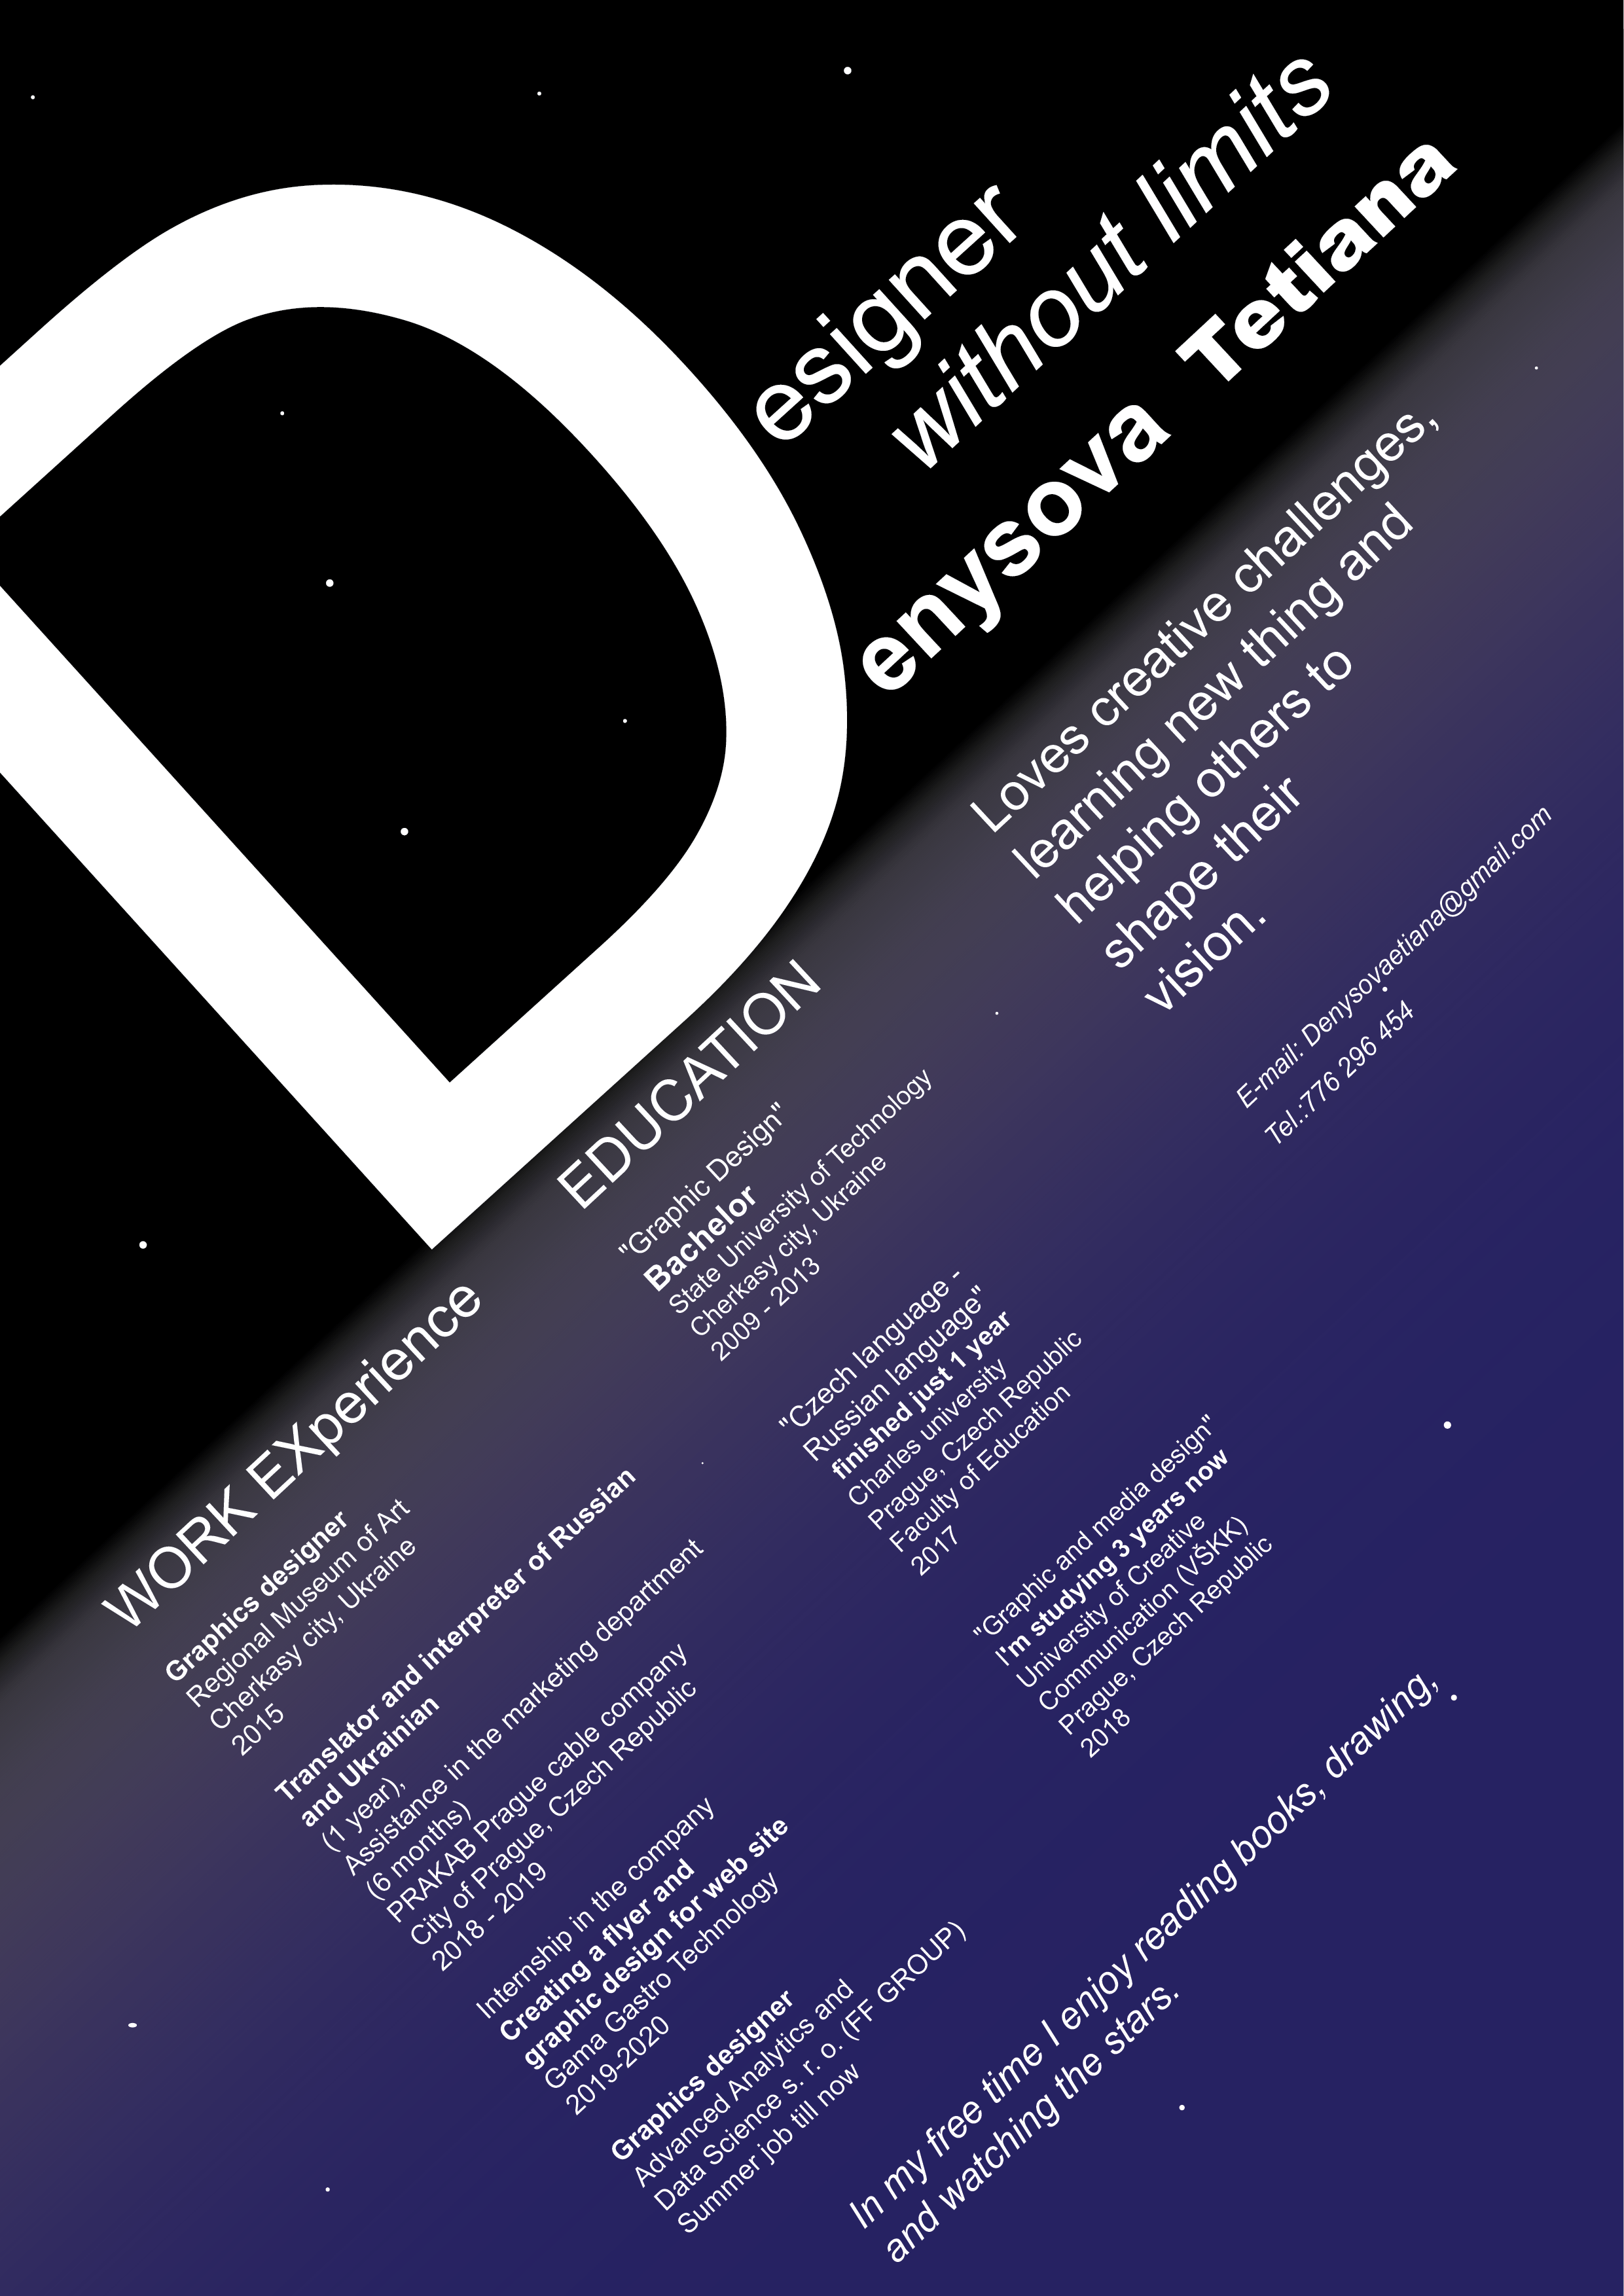 Designer
without limits
Denysova Tetiana
Loves creative challenges,
learning new thing and
helping others to
shape their
vision.
E-mail: Denysovaetiana@gmail.com
Tel.:776 296 454
EDUCATION
"Graphic Design"
Bachelor
State University of Technology
Cherkasy city, Ukraine
2009 - 2013
"Czech language -
Russian language"
finished just 1 year
Charles university
Prague, Czech Republic
Faculty of Education
2017
"Graphic and media design"
I'm studying 3 years now
University of Creative
Communication (VŠKK)
Prague, Czech Republic
2018
WORK EXperience
Graphics designer
Regional Museum of Art
Cherkasy city, Ukraine
2015
Translator and interpreter of Russian
and Ukrainian
(1 year),
Assistance in the marketing department
(6 months)
PRAKAB Prague cable company
City of Prague, Czech Republic
2018 - 2019
Internship in the company
Creating a flyer and
graphic design for web site
Gama Gastro Technology
2019-2020
Graphics designer
Advanced Analytics and
Data Science s. r. o. (FF GROUP)
Summer job till now
In my free time I enjoy reading books, drawing,
and watching the stars.